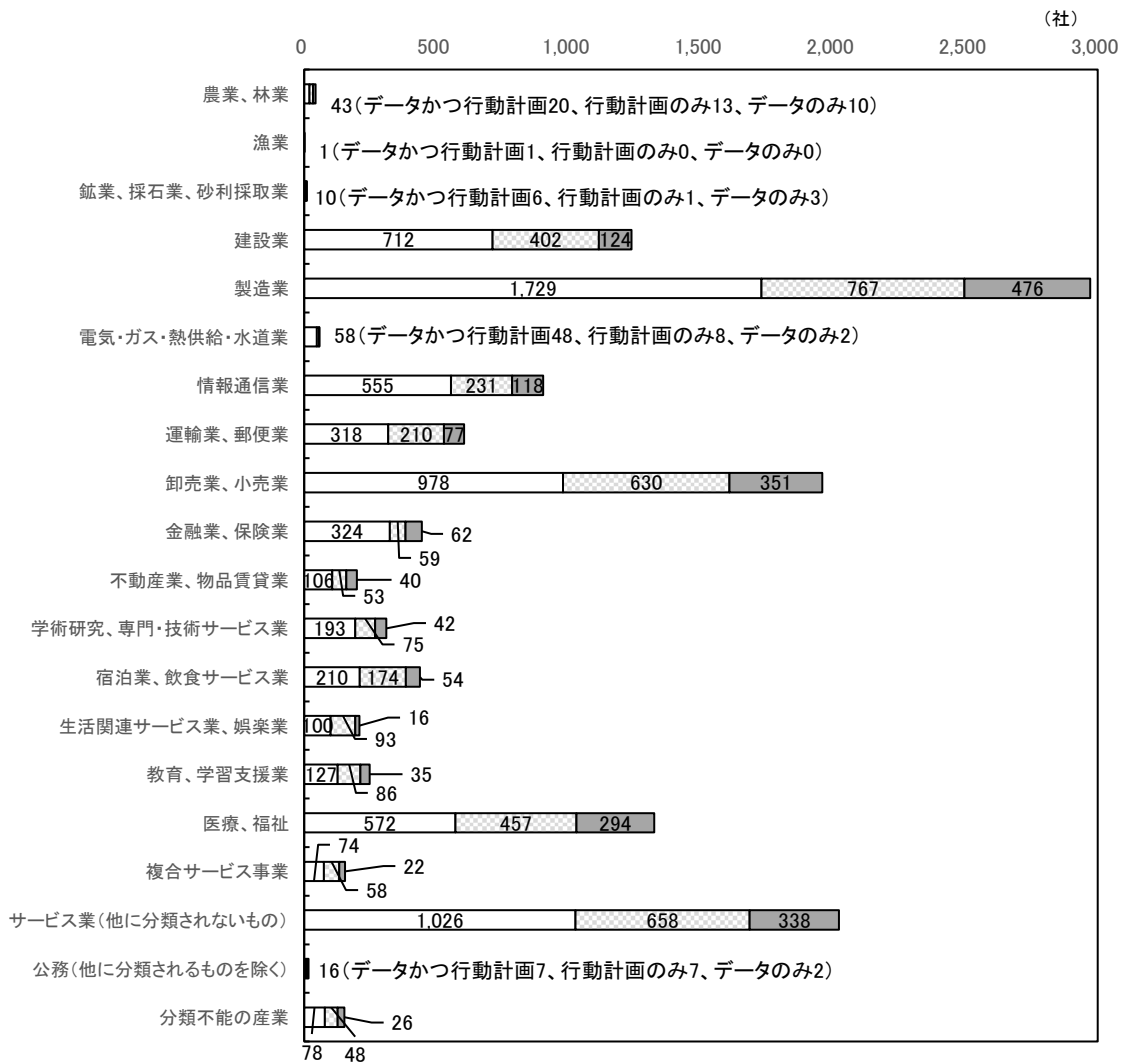 （社）
0 500 1,000 1,500 2,000 2,500 3,000
農業、林業 43（データかつ行動計画20、行動計画のみ13、データのみ10）
漁業 1（データかつ行動計画1、行動計画のみ0、データのみ0）
鉱業、採石業、砂利採取業 10（データかつ行動計画6、行動計画のみ1、データのみ3）
建設業 712 402 124
製造業 1,729 767 476
電気・ガス・熱供給・水道業 58（データかつ行動計画48、行動計画のみ8、データのみ2）
情報通信業 555 231 118
運輸業、郵便業 318 210 77
卸売業、小売業 978 630 351
金融業、保険業 324 62
59
不動産業、物品賃貸業 106 40
53
学術研究、専門・技術サービス業 193 42
75
宿泊業、飲食サービス業 210 174 54
生活関連サービス業、娯楽業 100 16
93
教育、学習支援業 127 35
86
医療、福祉 572 457 294
74
複合サービス事業 22
58
サービス業（他に分類されないもの） 1,026 658 338
公務（他に分類されるものを除く） 16（データかつ行動計画7、行動計画のみ7、データのみ2）
分類不能の産業 26
78 48